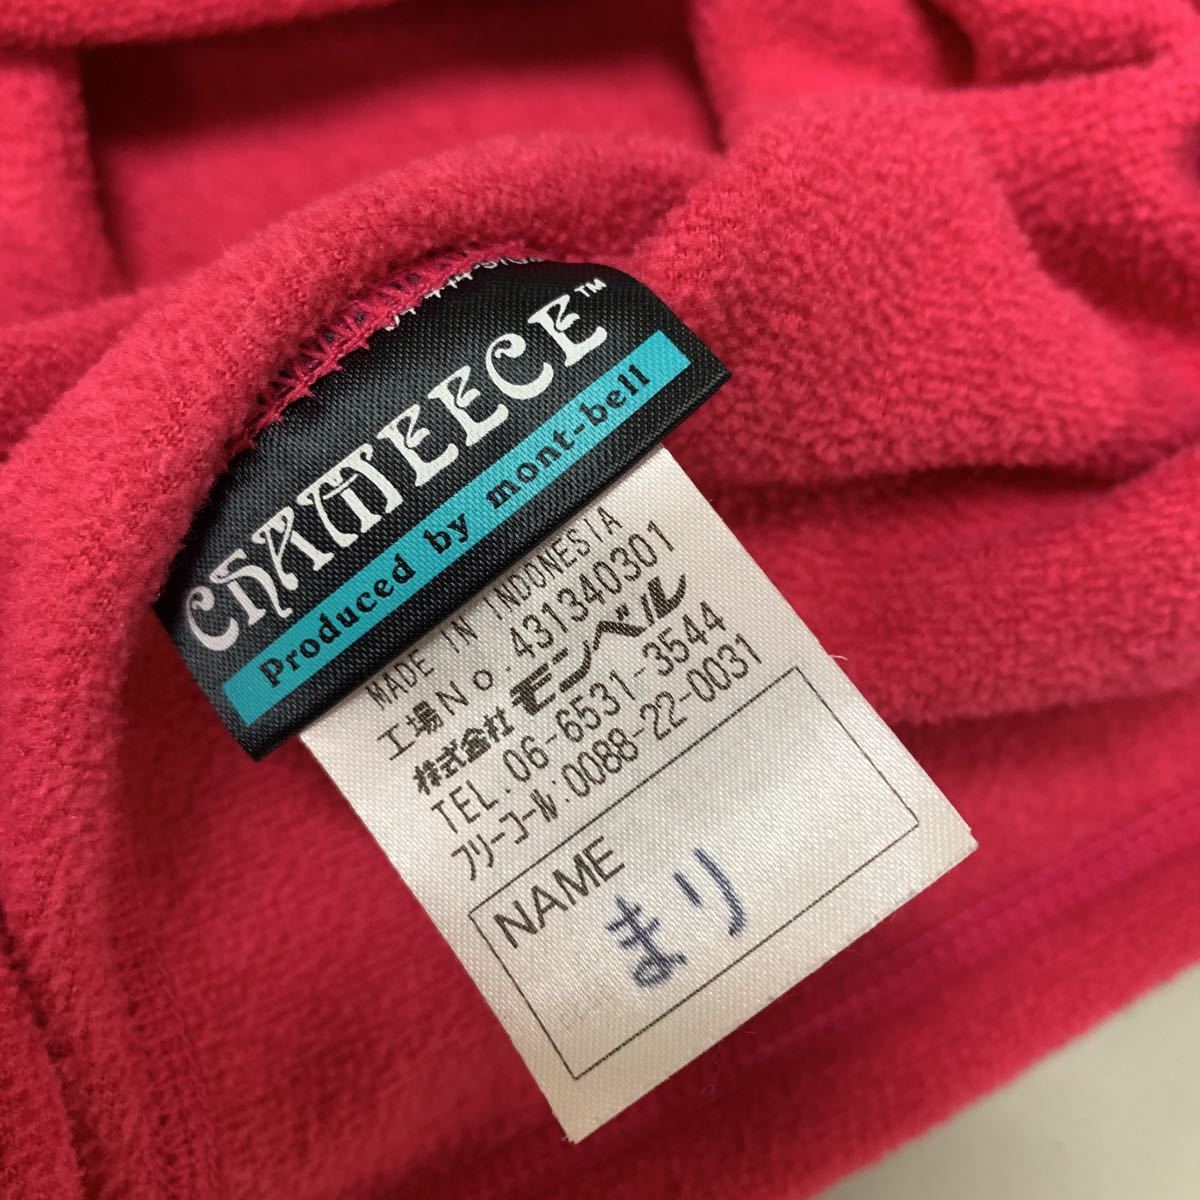 CHAMEECE™
Produced by mont-bell
MADE IN INDONESIA
工場No.431340301
株式会社モンベル
TEL.06-6531-3544
フリーコール:0088-22-0031
NAME
まり